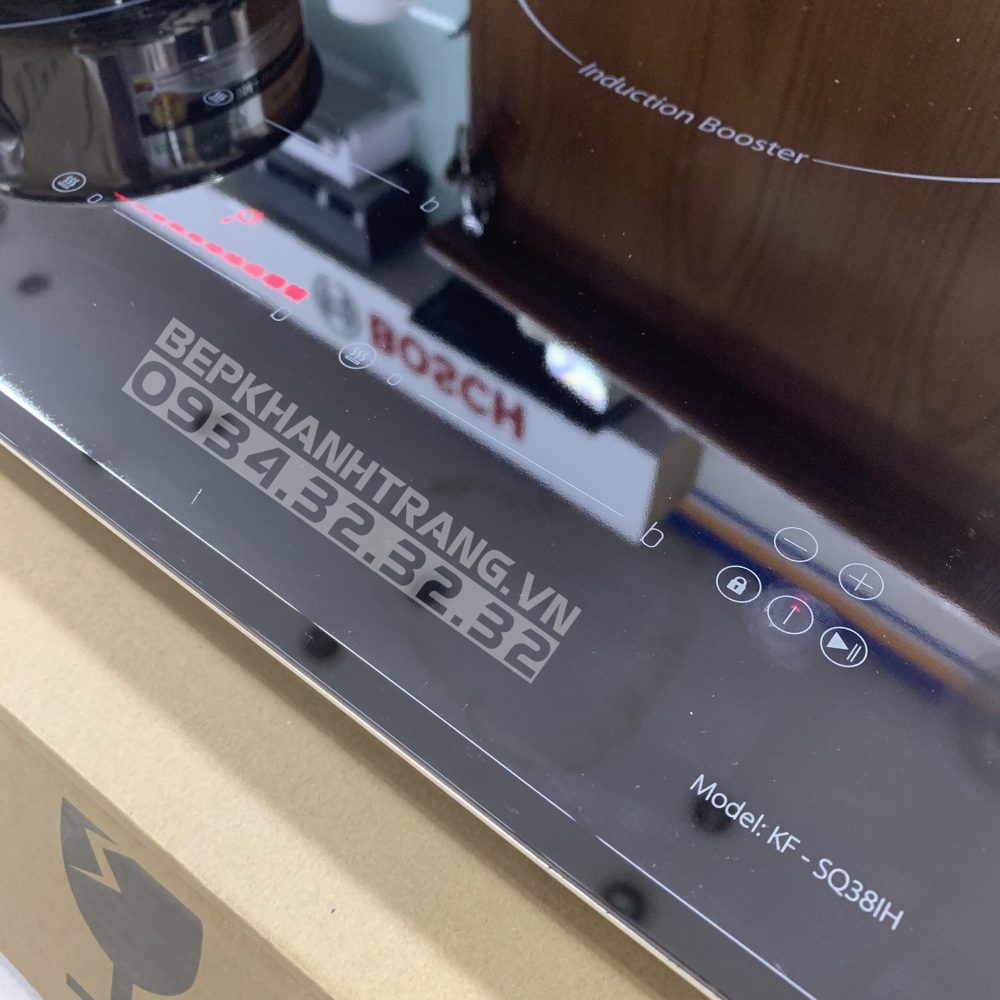 Induction Booster
o
b
b
o
BOSCH
b
BEPKHANHTRANG.VN
0934.32.32.32
Model: KF - SQ38IH